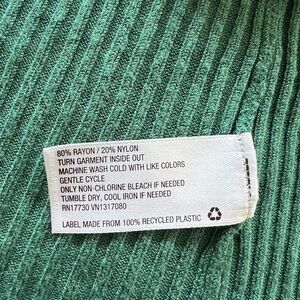 80% RAYON / 20% NYLON
TURN GARMENT INSIDE OUT
MACHINE WASH COLD WITH LIKE COLORS
GENTLE CYCLE
ONLY NON-CHLORINE BLEACH IF NEEDED
TUMBLE DRY, COOL IRON IF NEEDED
RN17730 VN1317080
LABEL MADE FROM 100% RECYCLED PLASTIC